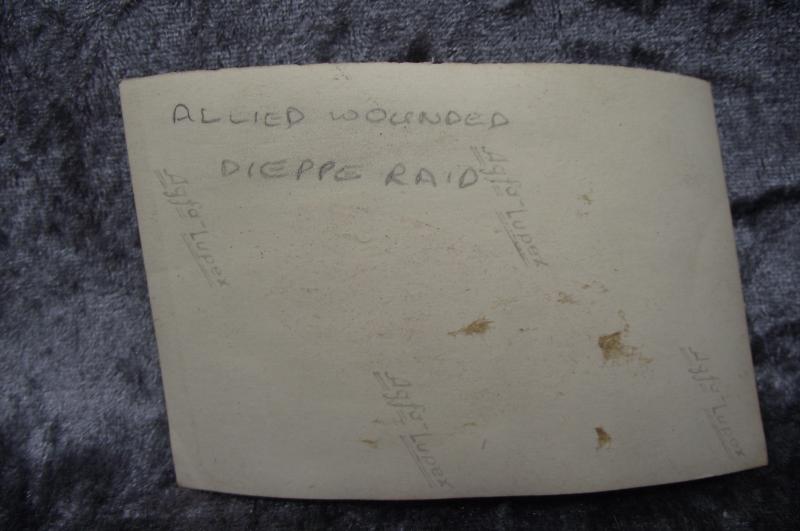 ALLIED WOUNDED
DIEPPE RAID
Agfa-Lupex
Agfa-Lupex
Agfa-Lupex
Agfa-Lupex